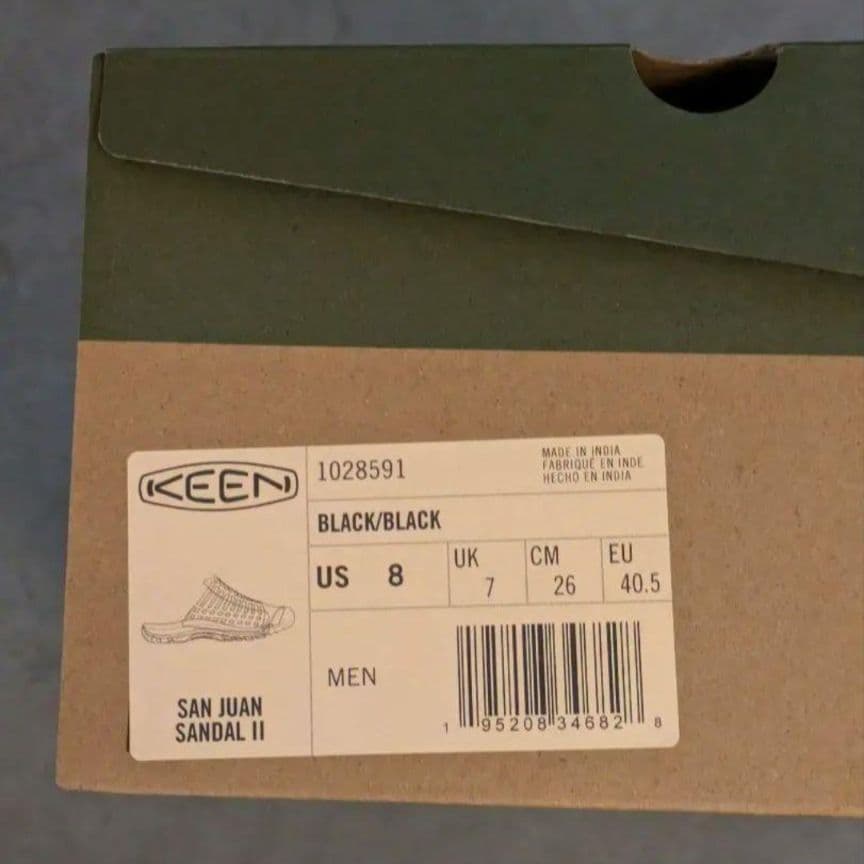 KEEN
SAN JUAN
SANDAL II
1028591
MADE IN INDIA
FABRIQUÉ EN INDE
HECHO EN INDIA
BLACK/BLACK
US 8
UK 7
CM 26
EU 40.5
MEN
1 95208 34682 8